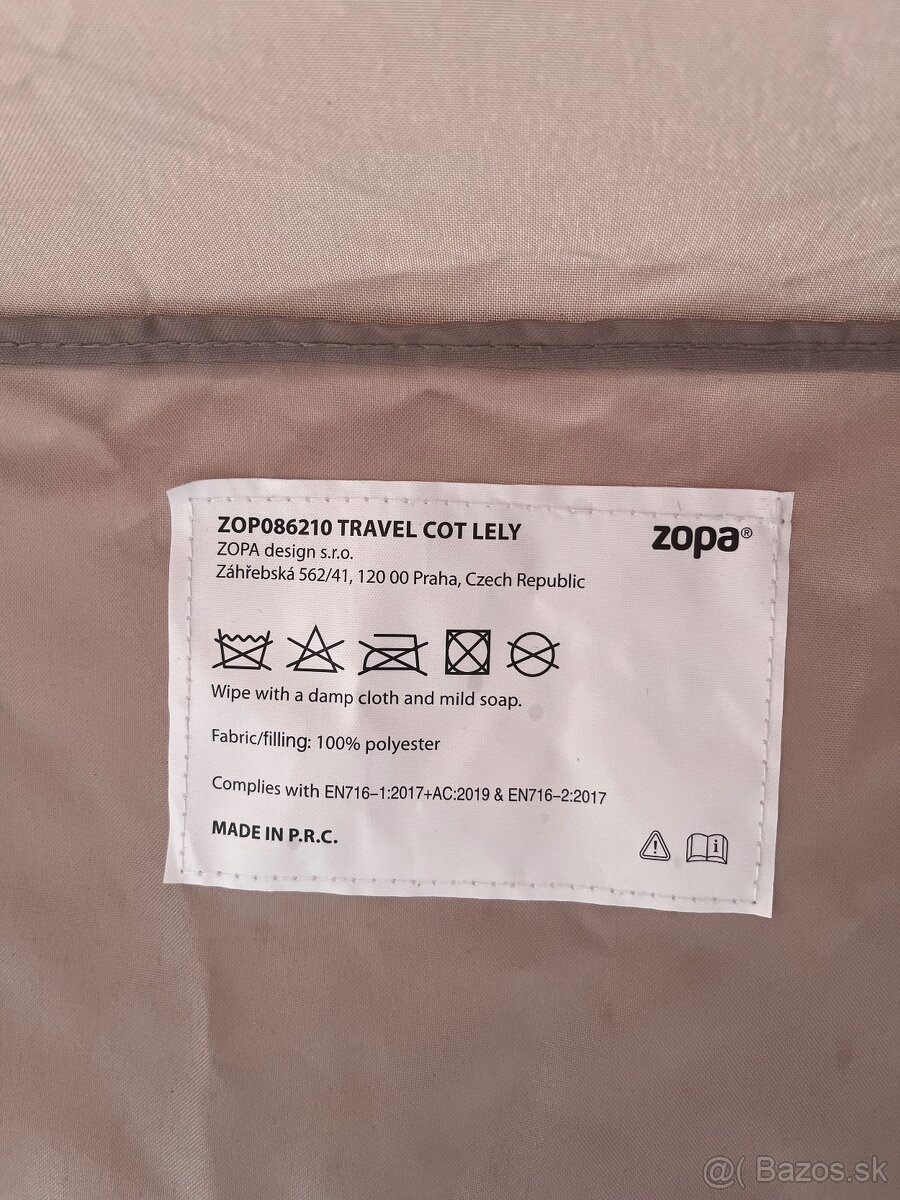 ZOP086210 TRAVEL COT LELY
zopa®
ZOPA design s.r.o.
Záhřebská 562/41, 120 00 Praha, Czech Republic
Wipe with a damp cloth and mild soap.
Fabric/filling: 100% polyester
Complies with EN716–1:2017+AC:2019 & EN716–2:2017
MADE IN P.R.C.
@( Bazos.sk